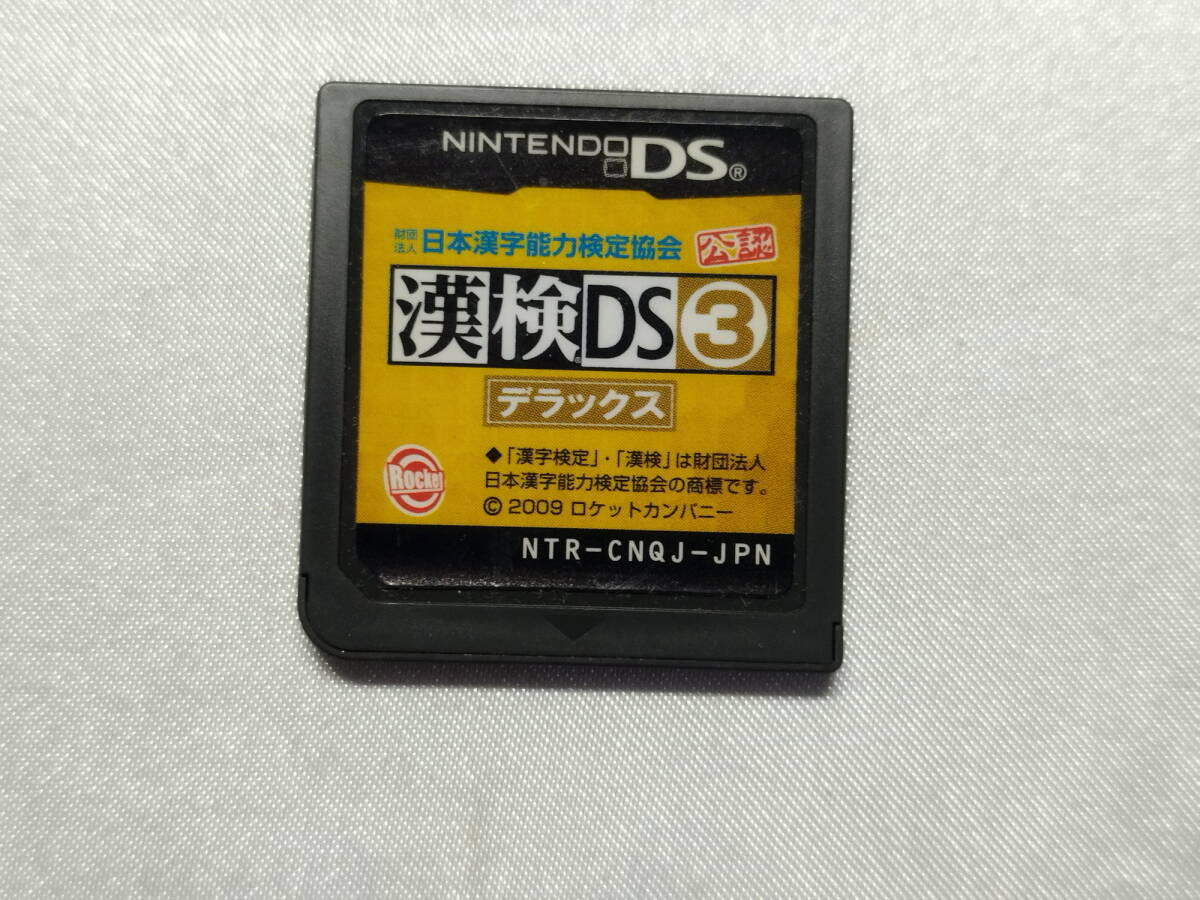 NINTENDO DS®
財団法人 日本漢字能力検定協会 公認
漢検®DS3
デラックス
Rocket
◆「漢字検定」・「漢検」は財団法人
日本漢字能力検定協会の商標です。
© 2009 ロケットカンパニー
NTR-CNQJ-JPN